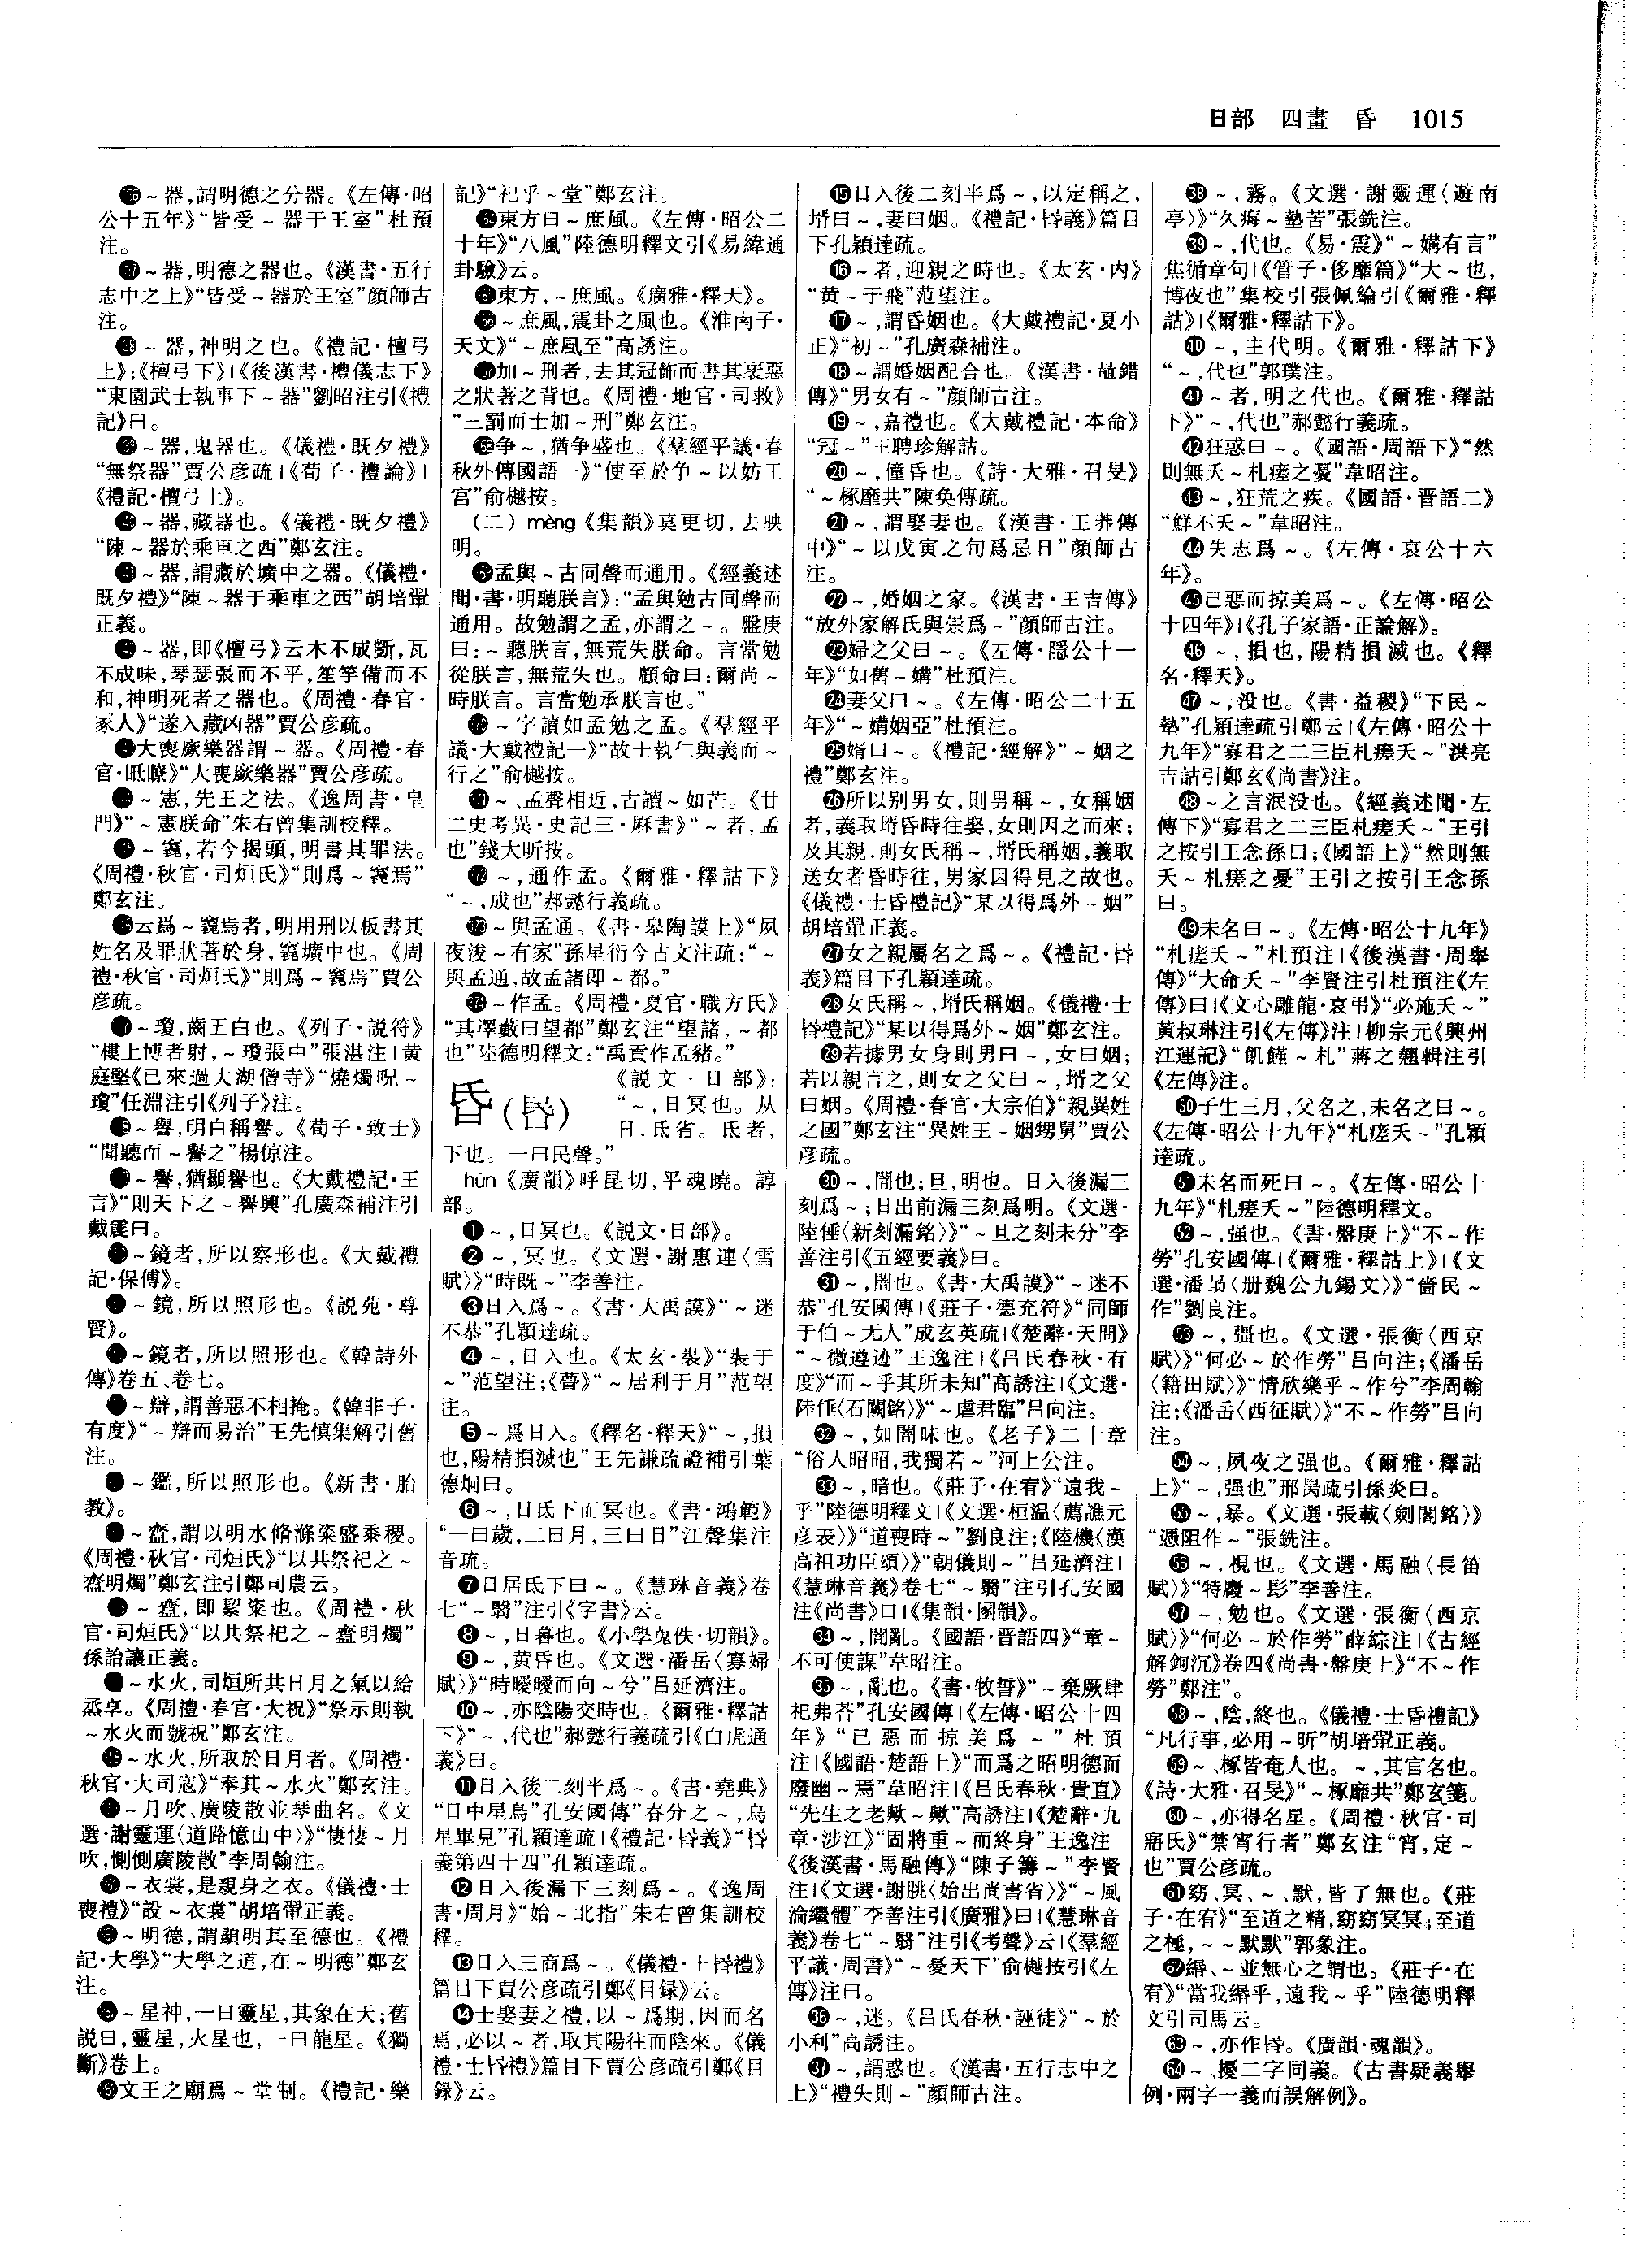 日部 四畫 昏 1015
～器,謂明德之分器。《左傳·昭
公十五年》“皆受～器于王室”杜預
注。
～器,明德之器也。《漢書·五行
志中之上》“皆受～器於王室”顔師古
注。
～器,神明之也。《禮記·檀弓
上》;《檀弓下》|《後漢書·禮儀志下》
“東園武士執事下～器”劉昭注引《禮
記》曰。
～器,鬼器也。《儀禮·既夕禮》
“無祭器”賈公彦疏|《荀子·禮論》|
《禮記·檀弓上》。
～器,藏器也。《儀禮·既夕禮》
“陳～器於乘車之西”鄭玄注。
～器,謂藏於壙中之器。《儀禮·
既夕禮》“陳～器于乘車之西”胡培翬
正義。
～器,即《檀弓》云木不成斲,瓦
不成味,琴瑟張而不平,笙竽備而不
和,神明死者之器也。《周禮·春官·
冢人》“遂入藏凶器”賈公彦疏。
大喪廞樂器謂～器。《周禮·春
官·眂瞭》“大喪廞樂器”賈公彦疏。
～憲,先王之法。《逸周書·皇
門》“～憲朕命”朱右曾集訓校釋。
～竁,若今揭頭,明書其罪法。
《周禮·秋官·司烜氏》“則爲～竁焉”
鄭玄注。
云爲～竁焉者,明用刑以板書其
姓名及罪狀著於身,竁壙中也。《周
禮·秋官·司烜氏》“則爲～竁焉”賈公
彦疏。
～瓊,齒五白也。《列子·説符》
“樓上博者射,～瓊張中”張湛注|黄
庭堅《已來過大湖僧寺》“燒燭呪～
瓊”任淵注引《列子》注。
～譽,明白稱譽。《荀子·致士》
“聞聽而～譽之”楊倞注。
～譽,猶顯譽也。《大戴禮記·王
言》“則天下之～譽興”孔廣森補注引
戴震曰。
～鏡者,所以察形也。《大戴禮
記·保傅》。
～鏡,所以照形也。《説苑·尊
賢》。
～鏡者,所以照形也。《韓詩外
傳》卷五、卷七。
～辯,謂善惡不相掩。《韓非子·
有度》“～辯而易治”王先慎集解引舊
注。
～鑑,所以照形也。《新書·胎
教》。
～齍,謂以明水脩滌粢盛黍稷。
《周禮·秋官·司烜氏》“以共祭祀之～
齍明燭”鄭玄注引鄭司農云。
～齍,即絜粢也。《周禮·秋
官·司烜氏》“以共祭祀之～齍明燭”
孫詒讓正義。
～水火,司烜所共日月之氣以給
烝享。《周禮·春官·大祝》“祭示則執
～水火而號祝”鄭玄注。
～水火,所取於日月者。《周禮·
秋官·大司寇》“奉其～水火”鄭玄注。
～月吹、廣陵散並琴曲名。《文
選·謝靈運〈道路憶山中〉》“悽悽～月
吹,惻惻廣陵散”李周翰注。
～衣裳,是親身之衣。《儀禮·士
喪禮》“設～衣裳”胡培翬正義。
～明德,謂顯明其至德也。《禮
記·大學》“大學之道,在～明德”鄭玄
注。
～星神,一曰靈星,其象在天;舊
説曰,靈星,火星也,一曰龍星。《獨
斷》卷上。
文王之廟爲～堂制。《禮記·樂
記》“祀乎～堂”鄭玄注。
東方曰～庶風。《左傳·昭公二
十年》“八風”陸德明釋文引《易緯通
卦驗》云。
東方,～庶風。《廣雅·釋天》。
～庶風,震卦之風也。《淮南子·
天文》“～庶風至”高誘注。
加～刑者,去其冠飾而書其衺惡
之狀著之背也。《周禮·地官·司救》
“三罰而士加～刑”鄭玄注。
争～,猶争盛也。《羣經平議·春
秋外傳國語一》“使至於争～以妨王
宫”俞樾按。
(二)mèng《集韻》莫更切,去映
明。
孟與～古同聲而通用。《經義述
聞·書·明聽朕言》:“孟與勉古同聲而
通用。故勉謂之孟,亦謂之～。盤庚
曰:～聽朕言,無荒失朕命。言當勉
從朕言,無荒失也。顧命曰:爾尚～
時朕言。言當勉承朕言也。”
～字讀如孟勉之孟。《羣經平
議·大戴禮記一》“故士執仁與義而～
行之”俞樾按。
～、孟聲相近,古讀～如芒。《廿
二史考異·史記三·厤書》“～者,孟
也”錢大昕按。
～,通作孟。《爾雅·釋詁下》
“～,成也”郝懿行義疏。
～與孟通。《書·皋陶謨上》“夙
夜浚～有家”孫星衍今古文注疏:“～
與孟通,故孟諸即～都。”
～作孟。《周禮·夏官·職方氏》
“其澤藪曰望都”鄭玄注“望諸,～都
也”陸德明釋文:“禹貢作孟豬。”
昏(昬) 《説文·日部》:
“～,日冥也。从
日,氐省。氐者,
下也。一曰民聲。”
hūn《廣韻》呼昆切,平魂曉。諄
部。
❶～,日冥也。《説文·日部》。
❷～,冥也。《文選·謝惠連〈雪
賦〉》“時既～”李善注。
❸日入爲～。《書·大禹謨》“～迷
不恭”孔穎達疏。
❹～,日入也。《太玄·裝》“裝于
～”范望注;《瞢》“～居利于月”范望
注。
❺～爲日入。《釋名·釋天》“～,損
也,陽精損滅也”王先謙疏證補引葉
德炯曰。
❻～,日氐下而冥也。《書·鴻範》
“一曰歲,二曰月,三曰日”江聲集注
音疏。
❼日居氐下曰～。《慧琳音義》卷
七“～翳”注引《字書》云。
❽～,日暮也。《小學蒐佚·切韻》。
❾～,黄昏也。《文選·潘岳〈寡婦
賦〉》“時曖曖而向～兮”吕延濟注。
❿～,亦陰陽交時也。《爾雅·釋詁
下》“～,代也”郝懿行義疏引《白虎通
義》曰。
⓫日入後二刻半爲～。《書·堯典》
“日中星鳥”孔安國傳“春分之～,鳥
星畢見”孔穎達疏|《禮記·昬義》“昬
義第四十四”孔穎達疏。
⓬日入後漏下三刻爲～。《逸周
書·周月》“始～北指”朱右曾集訓校
釋。
⓭日入三商爲～。《儀禮·士昬禮》
篇目下賈公彦疏引鄭《目録》云。
⓮士娶妻之禮,以～爲期,因而名
焉,必以～者,取其陽往而陰來。《儀
禮·士昬禮》篇目下賈公彦疏引鄭《目
録》云。
⓯日入後二刻半爲～,以定稱之,
壻曰～,妻曰姻。《禮記·昬義》篇目
下孔穎達疏。
⓰～者,迎親之時也。《太玄·内》
“黄～于飛”范望注。
⓱～,謂昏姻也。《大戴禮記·夏小
正》“初～”孔廣森補注。
⓲～謂婚姻配合也。《漢書·鼂錯
傳》“男女有～”顔師古注。
⓳～,嘉禮也。《大戴禮記·本命》
“冠～”王聘珍解詁。
⓴～,僮昏也。《詩·大雅·召旻》
“～椓靡共”陳奂傳疏。
㉑～,謂娶妻也。《漢書·王莽傳
中》“～以戊寅之旬爲忌日”顔師古
注。
㉒～,婚姻之家。《漢書·王吉傳》
“放外家解氏與崇爲～”顔師古注。
㉓婦之父曰～。《左傳·隱公十一
年》“如舊～媾”杜預注。
㉔妻父曰～。《左傳·昭公二十五
年》“～媾姻亞”杜預注。
㉕婿曰～。《禮記·經解》“～姻之
禮”鄭玄注。
㉖所以别男女,則男稱～,女稱姻
者,義取壻昏時往娶,女則因之而來;
及其親,則女氏稱～,壻氏稱姻,義取
送女者昏時往,男家因得見之故也。
《儀禮·士昏禮記》“某以得爲外～姻”
胡培翬正義。
㉗女之親屬名之爲～。《禮記·昬
義》篇目下孔穎達疏。
㉘女氏稱～,壻氏稱姻。《儀禮·士
昬禮記》“某以得爲外～姻”鄭玄注。
㉙若據男女身則男曰～,女曰姻;
若以親言之,則女之父曰～,壻之父
曰姻。《周禮·春官·大宗伯》“親異姓
之國”鄭玄注“異姓王～姻甥舅”賈公
彦疏。
㉚～,闇也;旦,明也。日入後漏三
刻爲～;日出前漏三刻爲明。《文選·
陸倕〈新刻漏銘〉》“～旦之刻未分”李
善注引《五經要義》曰。
㉛～,闇也。《書·大禹謨》“～迷不
恭”孔安國傳|《莊子·德充符》“同師
于伯～无人”成玄英疏|《楚辭·天問》
“～微遵迹”王逸注|《吕氏春秋·有
度》“而～乎其所未知”高誘注|《文選·
陸倕〈石闕銘〉》“～虐君臨”吕向注。
㉜～,如闇昧也。《老子》二十章
“俗人昭昭,我獨若～”河上公注。
㉝～,暗也。《莊子·在宥》“遠我～
乎”陸德明釋文|《文選·桓温〈薦譙元
彦表〉》“道喪時～”劉良注;《陸機〈漢
高祖功臣頌〉》“朝儀則～”吕延濟注|
《慧琳音義》卷七“～翳”注引孔安國
注《尚書》曰|《集韻·圂韻》。
㉞～,闇亂。《國語·晋語四》“童～
不可使謀”韋昭注。
㉟～,亂也。《書·牧誓》“～棄厥肆
祀弗荅”孔安國傳|《左傳·昭公十四
年》“已惡而掠美爲～”杜預
注|《國語·楚語上》“而爲之昭明德而
廢幽～焉”韋昭注|《吕氏春秋·貴直》
“先生之老歟～歟”高誘注|《楚辭·九
章·涉江》“固將重～而終身”王逸注|
《後漢書·馬融傳》“陳子籌～”李賢
注|《文選·謝朓〈始出尚書省〉》“～風
淪繼體”李善注引《廣雅》曰|《慧琳音
義》卷七“～翳”注引《考聲》云|《羣經
平議·周書》“～憂天下”俞樾按引《左
傳》注曰。
㊱～,迷。《吕氏春秋·誣徒》“～於
小利”高誘注。
㊲～,謂惑也。《漢書·五行志中之
上》“禮失則～”顔師古注。
㊳～,霧。《文選·謝靈運〈遊南
亭〉》“久痗～墊苦”張銑注。
㊴～,代也。《易·震》“～媾有言”
焦循章句|《管子·侈靡篇》“大～也,
博夜也”集校引張佩綸引《爾雅·釋
詁》|《爾雅·釋詁下》。
㊵～,主代明。《爾雅·釋詁下》
“～,代也”郭璞注。
㊶～者,明之代也。《爾雅·釋詁
下》“～,代也”郝懿行義疏。
㊷狂惑曰～。《國語·周語下》“然
則無夭～札瘥之憂”韋昭注。
㊸～,狂荒之疾。《國語·晋語二》
“鮮不夭～”韋昭注。
㊹失志爲～。《左傳·哀公十六
年》。
㊺已惡而掠美爲～。《左傳·昭公
十四年》|《孔子家語·正論解》。
㊻～,損也,陽精損滅也。《釋
名·釋天》。
㊼～,没也。《書·益稷》“下民～
墊”孔穎達疏引鄭云|《左傳·昭公十
九年》“寡君之二三臣札瘥夭～”洪亮
吉詁引鄭玄《尚書》注。
㊽～之言泯没也。《經義述聞·左
傳下》“寡君之二三臣札瘥夭～”王引
之按引王念孫曰;《國語上》“然則無
夭～札瘥之憂”王引之按引王念孫
曰。
㊾未名曰～。《左傳·昭公十九年》
“札瘥夭～”杜預注|《後漢書·周舉
傳》“大命夭～”李賢注引杜預注《左
傳》曰|《文心雕龍·哀弔》“必施夭～”
黄叔琳注引《左傳》注|柳宗元《興州
江運記》“飢饉～札”蔣之翹輯注引
《左傳》注。
㊿子生三月,父名之,未名之曰～。
《左傳·昭公十九年》“札瘥夭～”孔穎
達疏。
51未名而死曰～。《左傳·昭公十
九年》“札瘥夭～”陸德明釋文。
52～,强也。《書·盤庚上》“不～作
勞”孔安國傳|《爾雅·釋詁上》|《文
選·潘勖〈册魏公九錫文〉》“嗇民～
作”劉良注。
53～,彊也。《文選·張衡〈西京
賦〉》“何必～於作勞”吕向注;《潘岳
〈籍田賦〉》“情欣樂乎～作兮”李周翰
注;《潘岳〈西征賦〉》“不～作勞”吕向
注。
54～,夙夜之强也。《爾雅·釋詁
上》“～,强也”邢昺疏引孫炎曰。
55～,暴。《文選·張載〈劍閣銘〉》
“憑阻作～”張銑注。
56～,視也。《文選·馬融〈長笛
賦〉》“特麚～髟”李善注。
57～,勉也。《文選·張衡〈西京
賦〉》“何必～於作勞”薛綜注|《古經
解鉤沉》卷四《尚書·盤庚上》“不～作
勞”鄭注”。
58～,陰,終也。《儀禮·士昏禮記》
“凡行事,必用～昕”胡培翬正義。
59～、椓皆奄人也。～,其官名也。
《詩·大雅·召旻》“～椓靡共”鄭玄箋。
60～,亦得名星。《周禮·秋官·司
寤氏》“禁宵行者”鄭玄注“宵,定～
也”賈公彦疏。
61窈、冥、～、默,皆了無也。《莊
子·在宥》“至道之精,窈窈冥冥;至道
之極,～～默默”郭象注。
62緡、～並無心之謂也。《莊子·在
宥》“當我緡乎,遠我～乎”陸德明釋
文引司馬云。
63～,亦作昬。《廣韻·魂韻》。
64～、擾二字同義。《古書疑義舉
例·兩字一義而誤解例》。